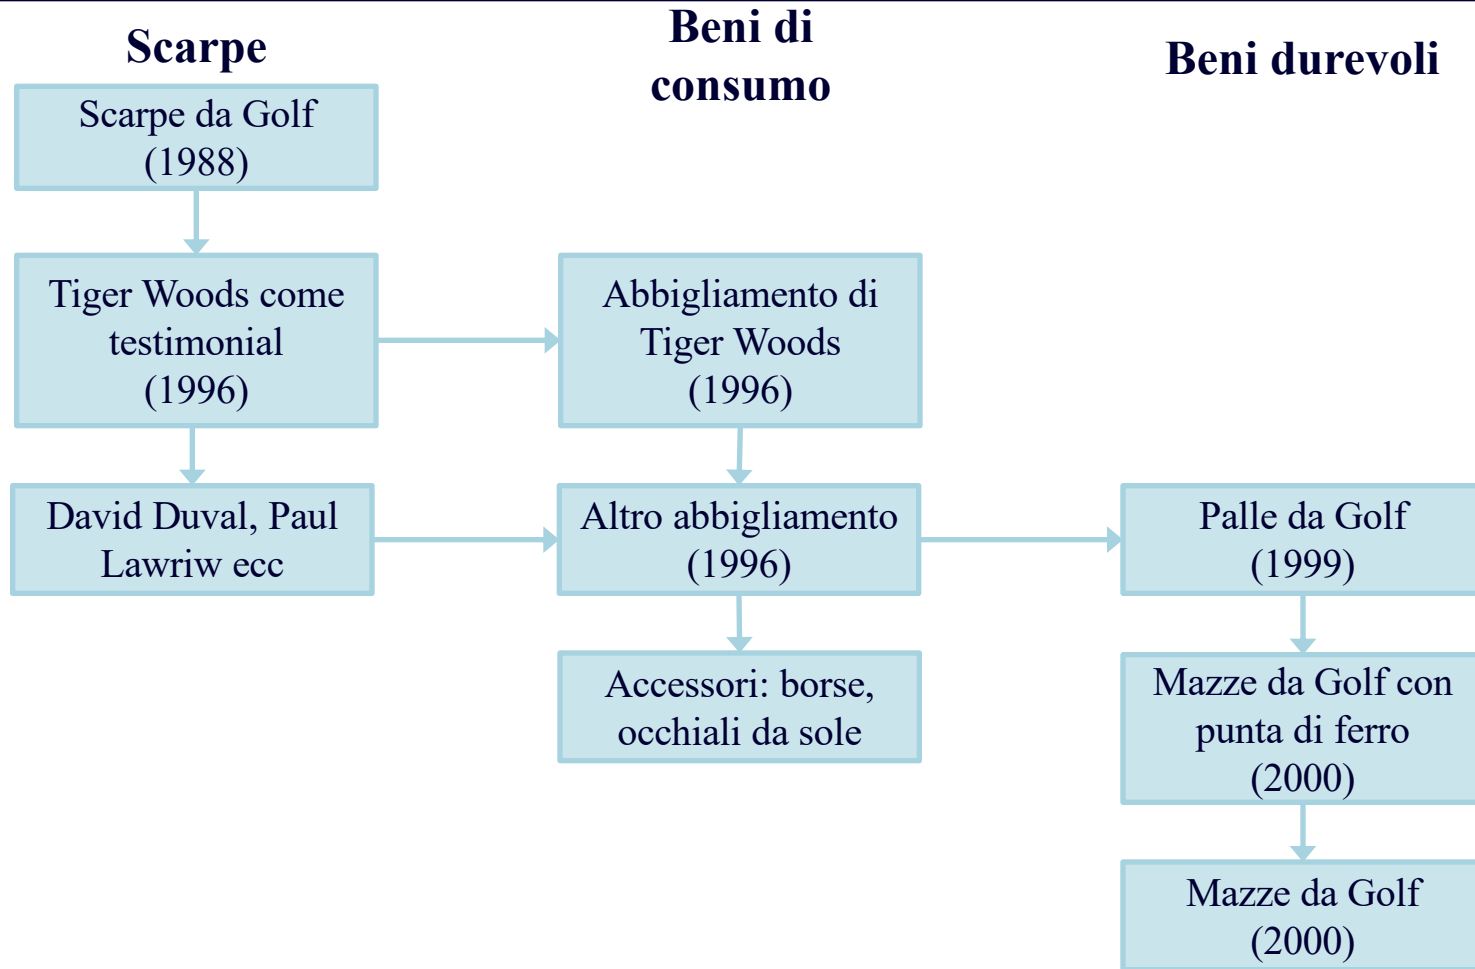 Scarpe
Beni di
consumo
Beni durevoli
Scarpe da Golf
(1988)
Tiger Woods come
testimonial
(1996)
Abbigliamento di
Tiger Woods
(1996)
David Duval, Paul
Lawriw ecc
Altro abbigliamento
(1996)
Palle da Golf
(1999)
Accessori: borse,
occhiali da sole
Mazze da Golf con
punta di ferro
(2000)
Mazze da Golf
(2000)